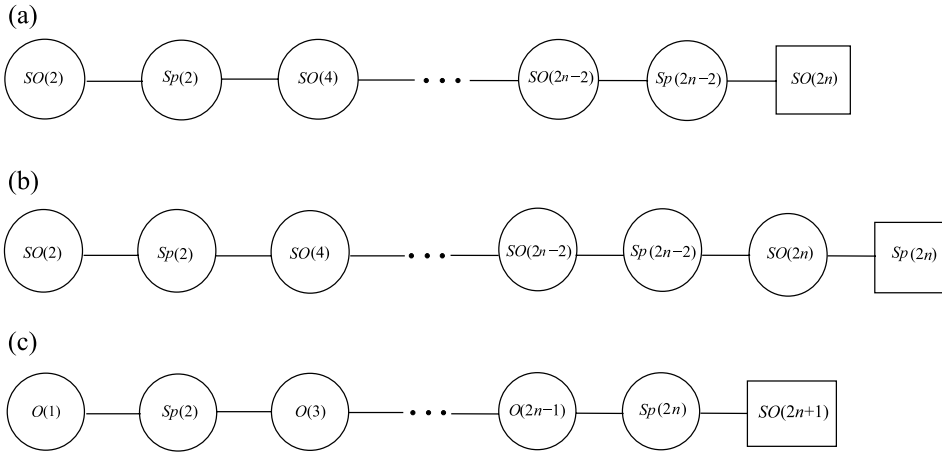 (a)
SO(2) Sp(2) SO(4) • • • SO(2n−2) Sp(2n−2) SO(2n)
(b)
SO(2) Sp(2) SO(4) • • • SO(2n−2) Sp(2n−2) SO(2n) Sp(2n)
(c)
O(1) Sp(2) O(3) • • • O(2n−1) Sp(2n) SO(2n+1)